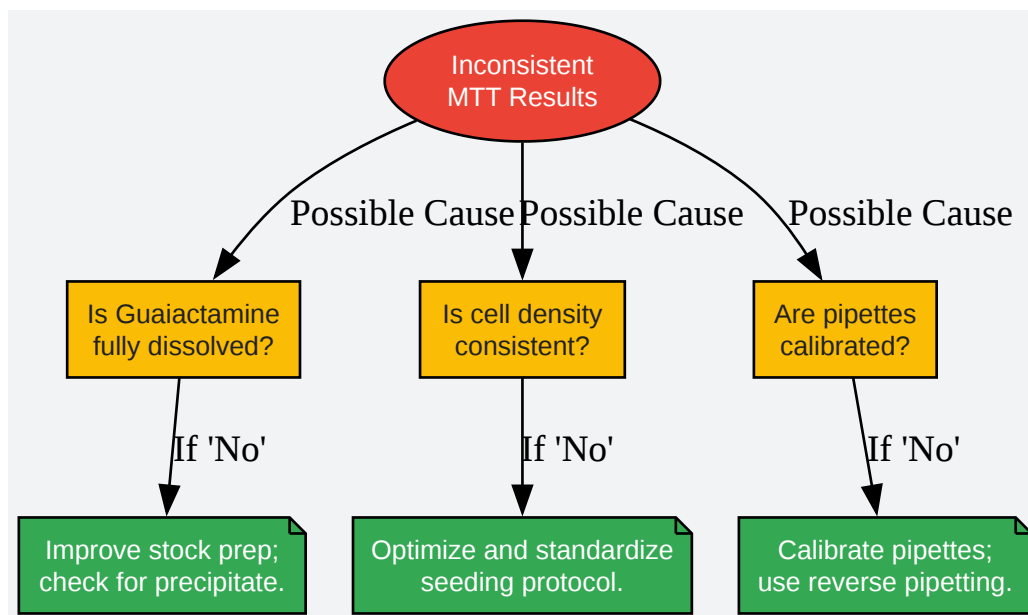 Inconsistent
MTT Results
Possible Cause
Possible Cause
Possible Cause
Is Guaiactamine
fully dissolved?
Is cell density
consistent?
Are pipettes
calibrated?
If 'No'
If 'No'
If 'No'
Improve stock prep;
check for precipitate.
Optimize and standardize
seeding protocol.
Calibrate pipettes;
use reverse pipetting.